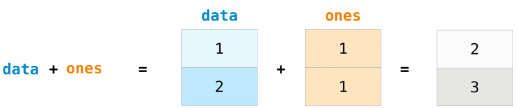 data ones
1 1 2
data + ones = + =
2 1 3